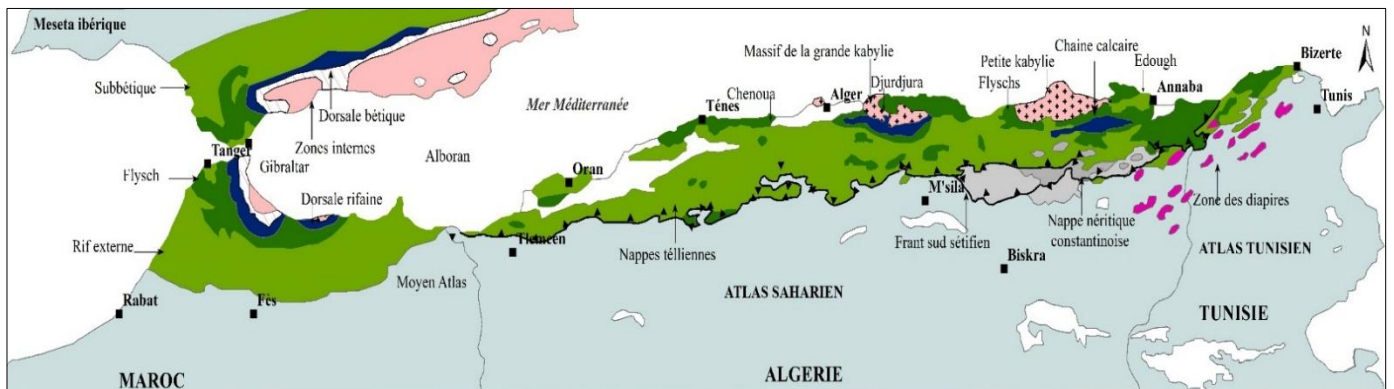 Meseta ibérique
Subbétique
Dorsale bétique
Zones internes
Tanger
Gibraltar
Flysch
Dorsale rifaine
Rif externe
Rabat
Fès
MAROC
Moyen Atlas
Alboran
Mer Méditerranée
Oran
Tlemcen
Ténes
Chenoua
Nappes télliennes
Massif de la grande kabylie
Alger
Djurdjura
M'sila
ATLAS SAHARIEN
ALGERIE
Frant sud sétifien
Biskra
Petite kabylie
Flyschs
Chaine calcaire
Edough
Annaba
Nappe néritique
constantinoise
Zone des diapires
Bizerte
Tunis
ATLAS TUNISIEN
TUNISIE
N